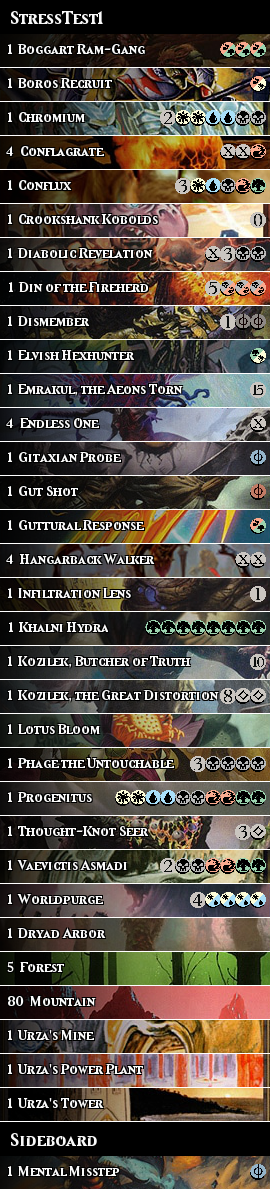 StressTest1
1 Boggart Ram-Gang
1 Boros Recruit
1 Chromium 2
4 Conflagrate X X
1 Conflux 3
1 Crookshank Kobolds 0
1 Diabolic Revelation X 3
1 Din of the Fireherd 5
1 Dismember 1
1 Elvish Hexhunter
1 Emrakul, the Aeons Torn 15
4 Endless One X
1 Gitaxian Probe
1 Gut Shot
1 Guttural Response
4 Hangarback Walker X X
1 Infiltration Lens 1
1 Khalni Hydra
1 Kozilek, Butcher of Truth 10
1 Kozilek, the Great Distortion 8
1 Lotus Bloom
1 Phage the Untouchable 3
1 Progenitus
1 Thought-Knot Seer 3
1 Vaevictis Asmadi 2
1 Worldpurge 4
1 Dryad Arbor
5 Forest
80 Mountain
1 Urza's Mine
1 Urza's Power Plant
1 Urza's Tower
Sideboard
1 Mental Misstep